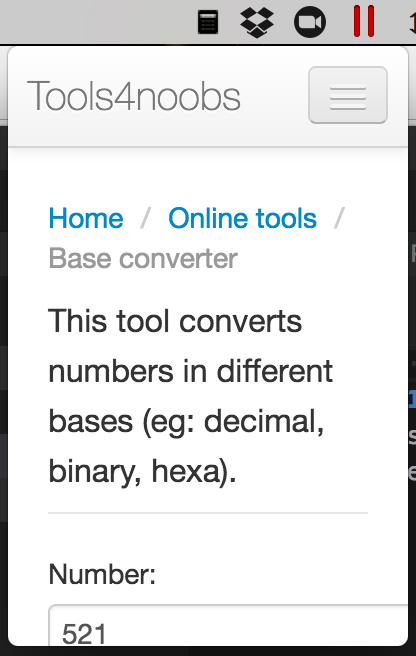 Tools4noobs
Home / Online tools /
Base converter
This tool converts
numbers in different
bases (eg: decimal,
binary, hexa).
Number:
521